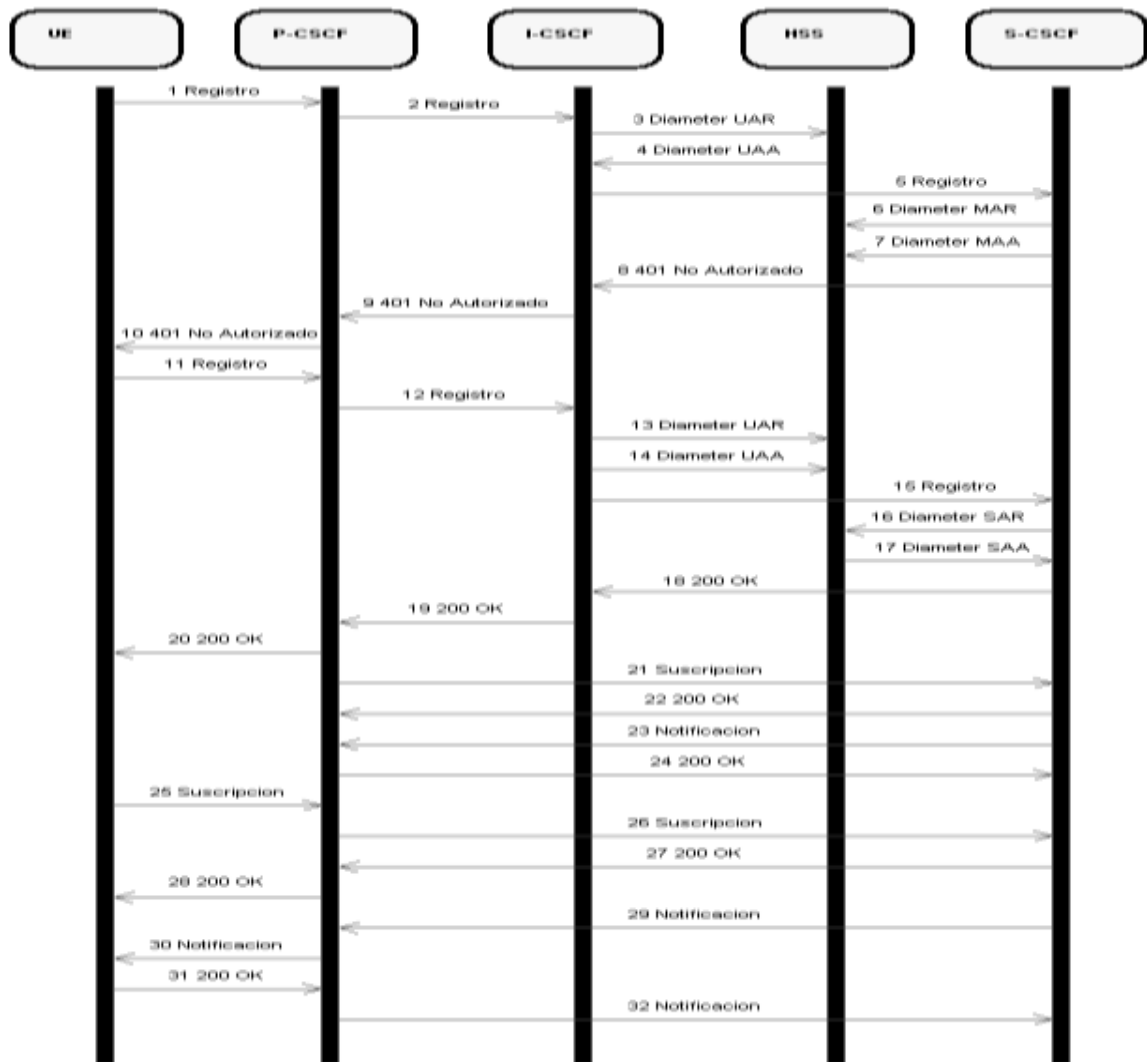 UE
P-CSCF
I-CSCF
HSS
S-CSCF
1 Registro
2 Registro
3 Diameter UAR
4 Diameter UAA
5 Registro
6 Diameter MAR
7 Diameter MAA
8 401 No Autorizado
9 401 No Autorizado
10 401 No Autorizado
11 Registro
12 Registro
13 Diameter UAR
14 Diameter UAA
15 Registro
16 Diameter SAR
17 Diameter SAA
18 200 OK
19 200 OK
20 200 OK
21 Suscripcion
22 200 OK
23 Notificacion
24 200 OK
25 Suscripcion
26 Suscripcion
27 200 OK
28 200 OK
29 Notificacion
30 Notificacion
31 200 OK
32 Notificacion